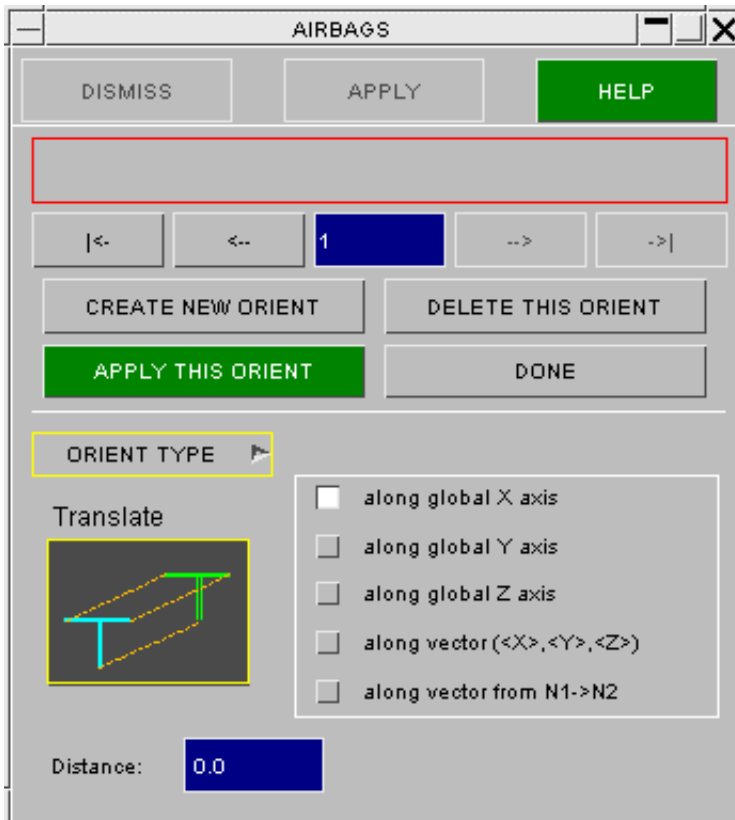 AIRBAGS
DISMISS APPLY HELP
|<- <-- 1 --> ->|
CREATE NEW ORIENT DELETE THIS ORIENT
APPLY THIS ORIENT DONE
ORIENT TYPE
Translate
along global X axis
along global Y axis
along global Z axis
along vector (<X>,<Y>,<Z>)
along vector from N1->N2
Distance: 0.0